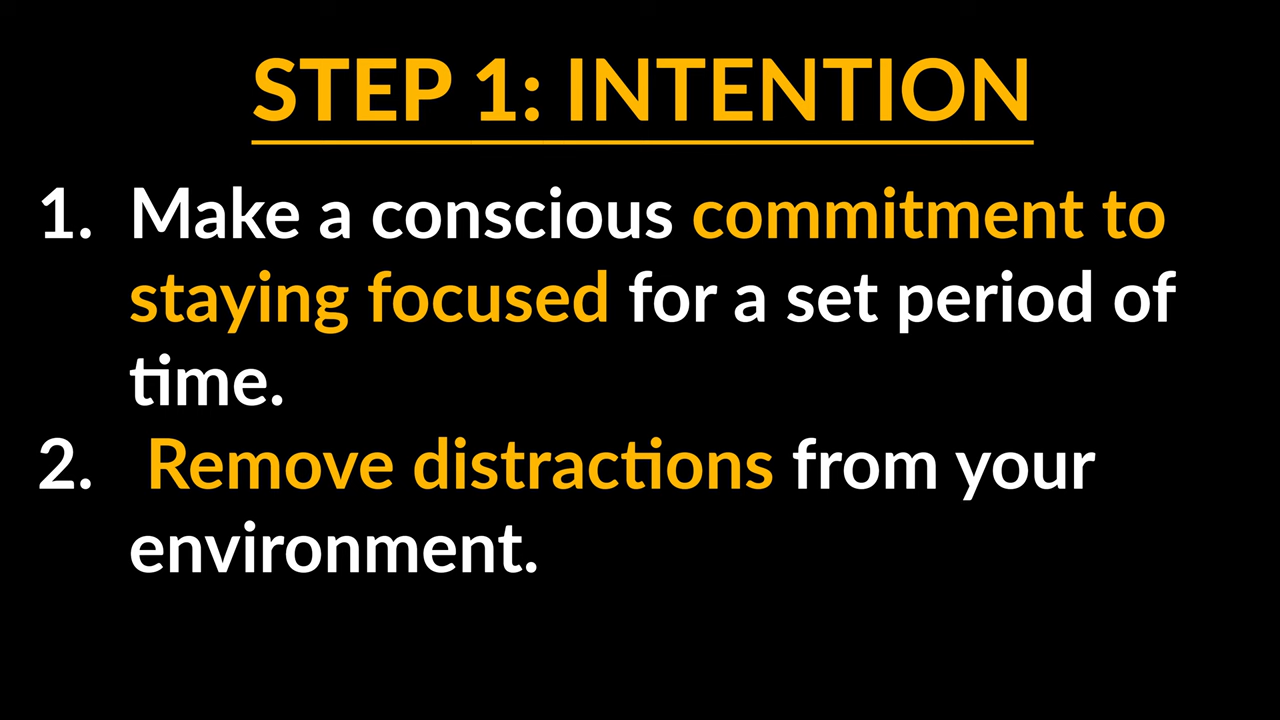 STEP 1: INTENTION
1. Make a conscious commitment to
staying focused for a set period of
time.
2. Remove distractions from your
environment.